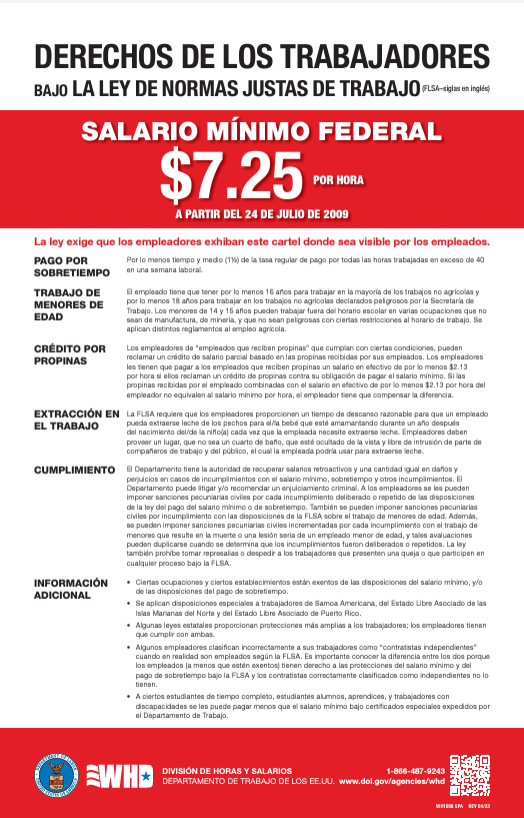 DERECHOS DE LOS TRABAJADORES
BAJO LA LEY DE NORMAS JUSTAS DE TRABAJO (FLSA–siglas en inglés)
SALARIO MÍNIMO FEDERAL
$7.25 POR HORA
A PARTIR DEL 24 DE JULIO DE 2009
La ley exige que los empleadores exhiban este cartel donde sea visible por los empleados.
PAGO POR
SOBRETIEMPO
Por lo menos tiempo y medio (1½) de la tasa regular de pago por todas las horas trabajadas en exceso de 40
en una semana laboral.
TRABAJO DE
MENORES DE
EDAD
El empleado tiene que tener por lo menos 16 años para trabajar en la mayoría de los trabajos no agrícolas y
por lo menos 18 años para trabajar en los trabajos no agrícolas declarados peligrosos por la Secretaría de
Trabajo. Los menores de 14 y 15 años pueden trabajar fuera del horario escolar en varias ocupaciones que no
sean de manufactura, de minería, y que no sean peligrosas con ciertas restricciones al horario de trabajo. Se
aplican distintos reglamentos al empleo agrícola.
CRÉDITO POR
PROPINAS
Los empleadores de “empleados que reciben propinas” que cumplan con ciertas condiciones, pueden
reclamar un crédito de salario parcial basado en las propinas recibidas por sus empleados. Los empleadores
les tienen que pagar a los empleados que reciben propinas un salario en efectivo de por lo menos $2.13
por hora si ellos reclaman un crédito de propinas contra su obligación de pagar el salario mínimo. Si las
propinas recibidas por el empleado combinadas con el salario en efectivo de por lo menos $2.13 por hora del
empleador no equivalen al salario mínimo por hora, el empleador tiene que compensar la diferencia.
EXTRACCIÓN EN
EL TRABAJO
La FLSA requiere que los empleadores proporcionen un tiempo de descanso razonable para que un empleado
pueda extraerse leche de los pechos para el/la bebé que esté amamantando durante un año después
del nacimiento del/de la niño(a) cada vez que la empleada necesite extraerse leche. Empleadores deben
proveer un lugar, que no sea un cuarto de baño, que esté ocultado de la vista y libre de intrusión de parte de
compañeros de trabajo y del público, el cual la empleada podría usar para extraerse leche.
CUMPLIMIENTO
El Departamento tiene la autoridad de recuperar salarios retroactivos y una cantidad igual en daños y
perjuicios en casos de incumplimientos con el salario mínimo, sobretiempo y otros incumplimientos. El
Departamento puede litigar y/o recomendar un enjuiciamiento criminal. A los empleadores se les pueden
imponer sanciones pecuniarias civiles por cada incumplimiento deliberado o repetido de las disposiciones
de la ley del pago del salario mínimo o de sobretiempo. También se pueden imponer sanciones pecuniarias
civiles por incumplimiento con las disposiciones de la FLSA sobre el trabajo de menores de edad. Además,
se pueden imponer sanciones pecuniarias civiles incrementadas por cada incumplimiento con el trabajo de
menores que resulte en la muerte o una lesión seria de un empleado menor de edad, y tales evaluaciones
pueden duplicarse cuando se determina que los incumplimientos fueron deliberados o repetidos. La ley
también prohíbe tomar represalias o despedir a los trabajadores que presenten una queja o que participen en
cualquier proceso bajo la FLSA.
INFORMACIÓN
ADICIONAL
• Ciertas ocupaciones y ciertos establecimientos están exentos de las disposiciones del salario mínimo, y/o
de las disposiciones del pago de sobretiempo.
• Se aplican disposiciones especiales a trabajadores de Samoa Americana, del Estado Libre Asociado de las
Islas Marianas del Norte y del Estado Libre Asociado de Puerto Rico.
• Algunas leyes estatales proporcionan protecciones más amplias a los trabajadores; los empleadores tienen
que cumplir con ambas.
• Algunos empleadores clasifican incorrectamente a sus trabajadores como “contratistas independientes”
cuando en realidad son empleados según la FLSA. Es importante conocer la diferencia entre los dos porque
los empleados (a menos que estén exentos) tienen derecho a las protecciones del salario mínimo y del
pago de sobretiempo bajo la FLSA y los contratistas correctamente clasificados como independientes no lo
tienen.
• A ciertos estudiantes de tiempo completo, estudiantes alumnos, aprendices, y trabajadores con
discapacidades se les puede pagar menos que el salario mínimo bajo certificados especiales expedidos por
el Departamento de Trabajo.
WHD
DIVISIÓN DE HORAS Y SALARIOS
DEPARTAMENTO DE TRABAJO DE LOS EE.UU.
1-866-487-9243
www.dol.gov/agencies/whd
WH1088 SPA REV 04/23